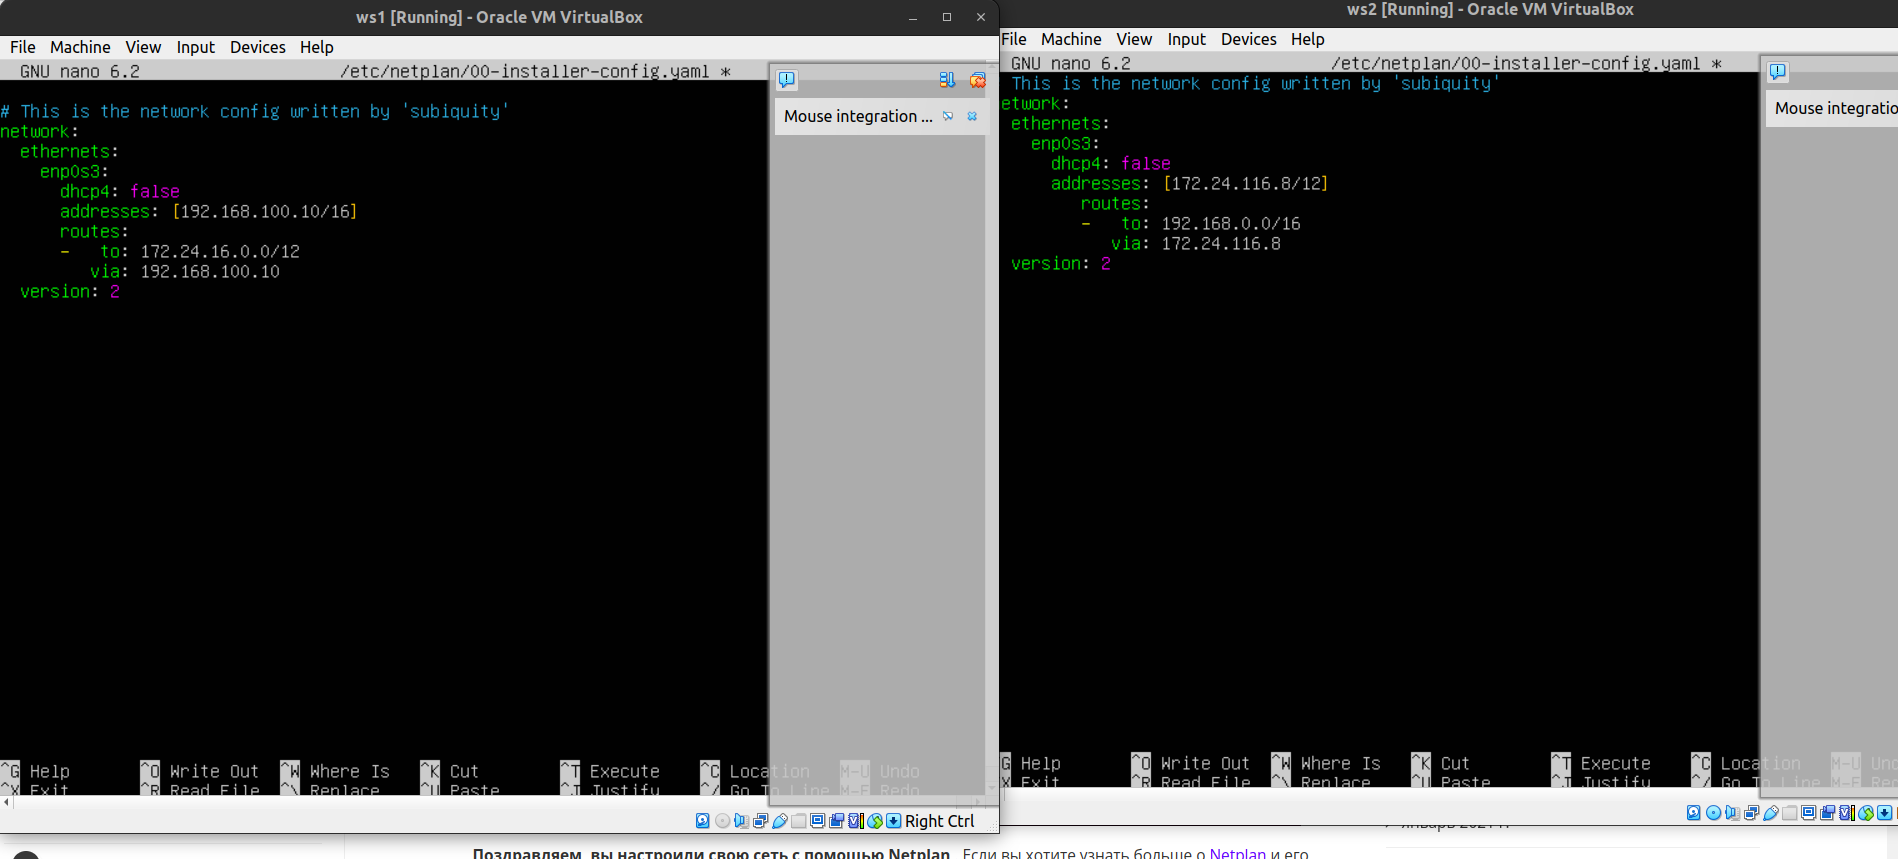 ws1 [Running] - Oracle VM VirtualBox
File Machine View Input Devices Help
GNU nano 6.2 /etc/netplan/00-installer-config.yaml *
Mouse integration ...
# This is the network config written by 'subiquity'
network:
ethernets:
enp0s3:
dhcp4: false
addresses: [192.168.100.10/16]
routes:
- to: 172.24.16.0.0/12
via: 192.168.100.10
version: 2
^G Help ^O Write Out ^W Where Is ^K Cut ^T Execute ^C Location M-U Undo
^X Exit ^R Read File ^\ Replace ^U Paste ^J Justify ^/ Go To Line M-E Redo
Right Ctrl
ws2 [Running] - Oracle VM VirtualBox
File Machine View Input Devices Help
GNU nano 6.2 /etc/netplan/00-installer-config.yaml *
Mouse integratio
This is the network config written by 'subiquity'
etwork:
ethernets:
enp0s3:
dhcp4: false
addresses: [172.24.116.8/12]
routes:
- to: 192.168.0.0/16
via: 172.24.116.8
version: 2
G Help ^O Write Out ^W Where Is ^K Cut ^T Execute ^C Location M-U Und
X Exit ^R Read File ^\ Replace ^U Paste ^J Justify ^/ Go To Line M-E Red
Поздравляем, вы настроили свою сеть с помощью Netplan . Если вы хотите узнать больше о Netplan и его